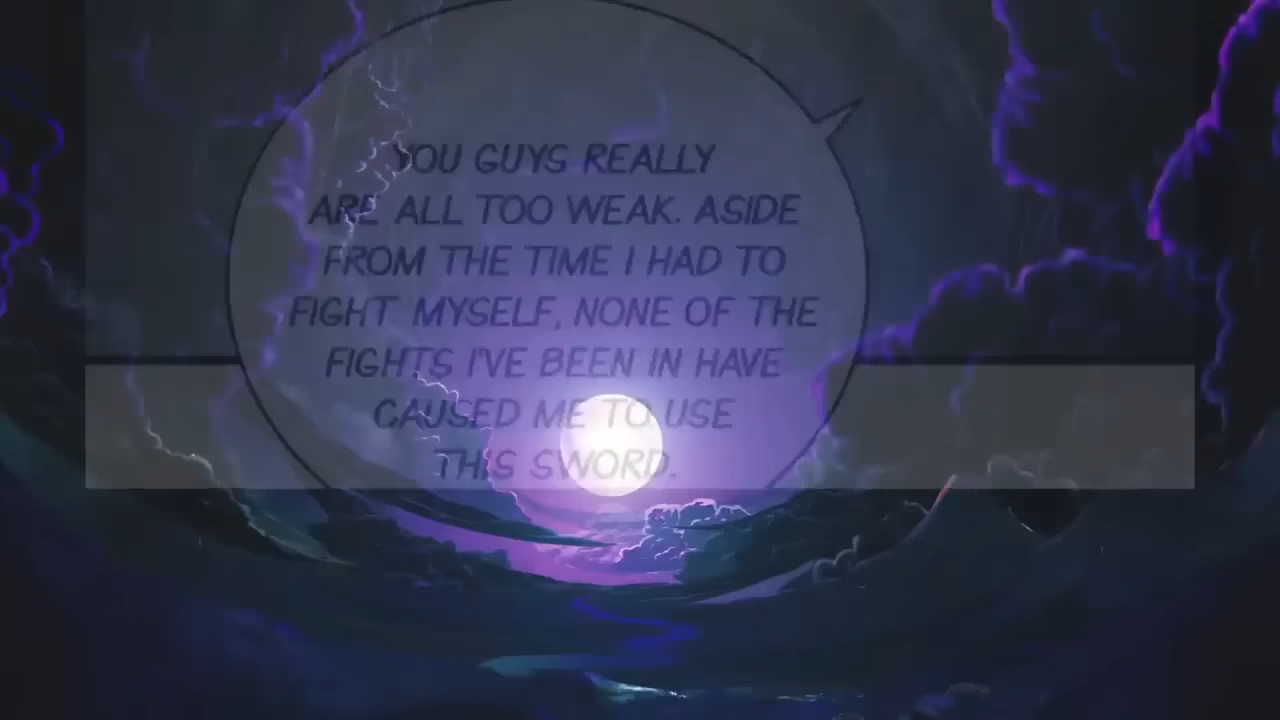 YOU GUYS REALLY
ARE ALL TOO WEAK. ASIDE
FROM THE TIME I HAD TO
FIGHT MYSELF, NONE OF THE
FIGHTS I'VE BEEN IN HAVE
CAUSED ME TO USE
THIS SWORD.